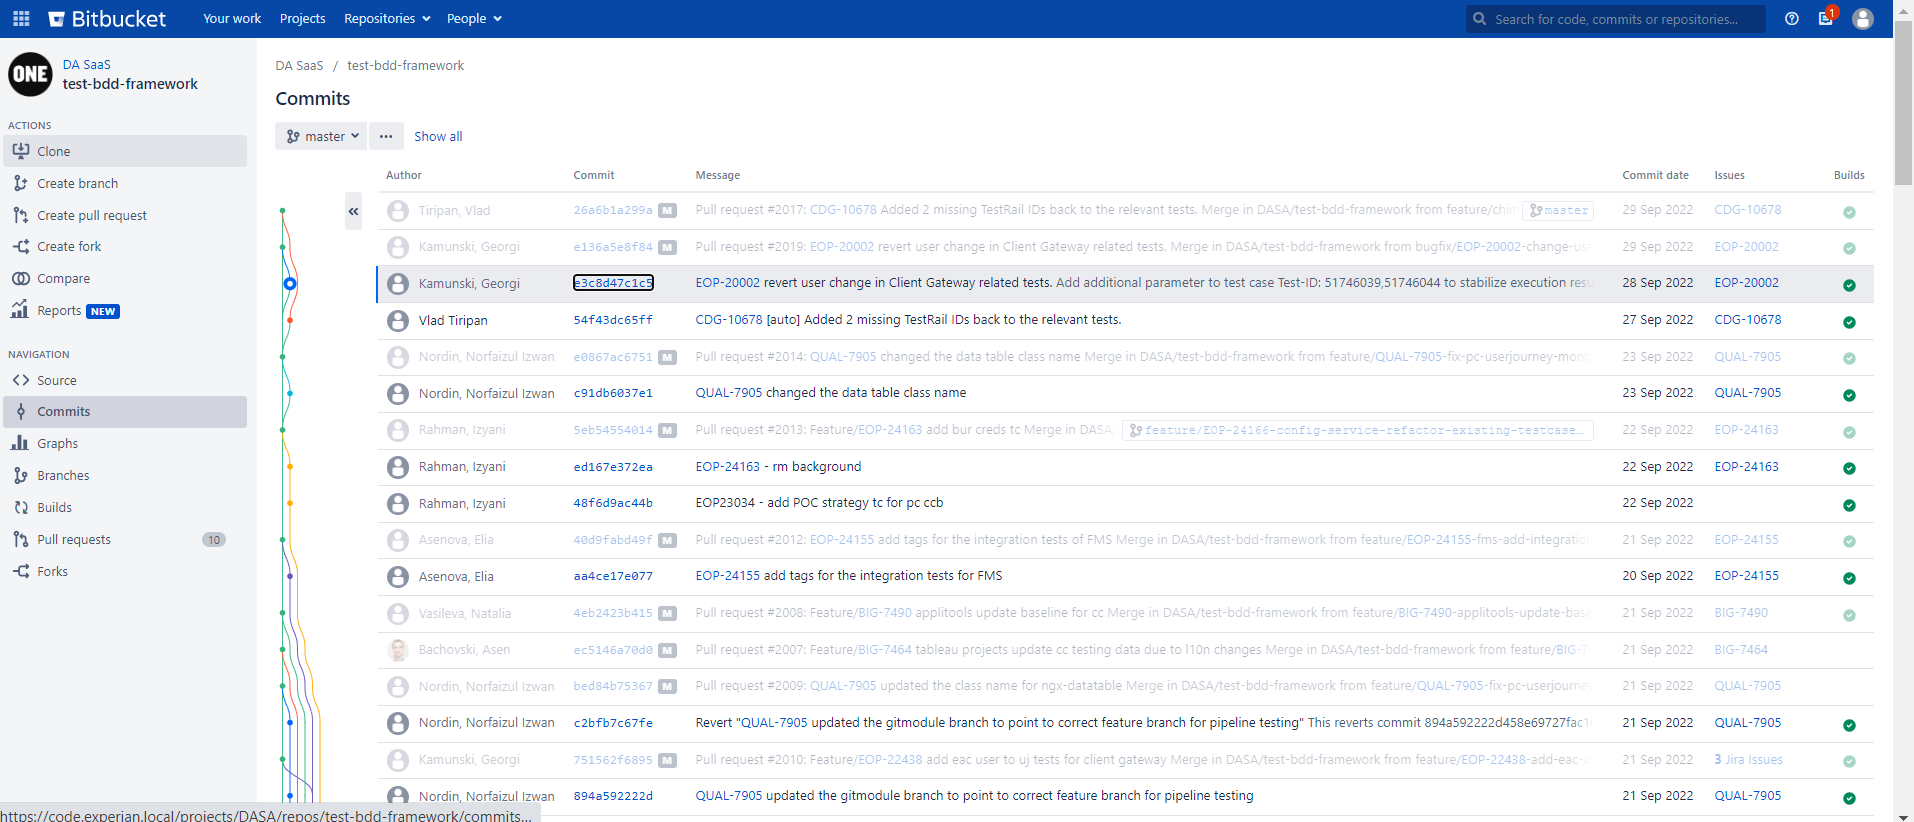 Bitbucket Your work Projects Repositories People Search for code, commits or repositories... 1
ONE DA SaaS
test-bdd-framework
ACTIONS
Clone
Create branch
Create pull request
Create fork
Compare
Reports NEW
NAVIGATION
Source
Commits
Graphs
Branches
Builds
Pull requests 10
Forks
DA SaaS / test-bdd-framework
Commits
master ... Show all
Author Commit Message Commit date Issues Builds
Tiripan, Vlad 26a6b1a299a M Pull request #2017: CDG-10678 Added 2 missing TestRail IDs back to the relevant tests. Merge in DASA/test-bdd-framework from feature/chim master 29 Sep 2022 CDG-10678
Kamunski, Georgi e136a5e8f84 M Pull request #2019: EOP-20002 revert user change in Client Gateway related tests. Merge in DASA/test-bdd-framework from bugfix/EOP-20002-change-us 29 Sep 2022 EOP-20002
Kamunski, Georgi e3c8d47c1c5 EOP-20002 revert user change in Client Gateway related tests. Add additional parameter to test case Test-ID: 51746039,51746044 to stabilize execution resu 28 Sep 2022 EOP-20002
Vlad Tiripan 54f43dc65ff CDG-10678 [auto] Added 2 missing TestRail IDs back to the relevant tests. 27 Sep 2022 CDG-10678
Nordin, Norfaizul Izwan e0867ac6751 M Pull request #2014: QUAL-7905 changed the data table class name Merge in DASA/test-bdd-framework from feature/QUAL-7905-fix-pc-userjourney-mono 23 Sep 2022 QUAL-7905
Nordin, Norfaizul Izwan c91db6037e1 QUAL-7905 changed the data table class name 23 Sep 2022 QUAL-7905
Rahman, Izyani 5eb54554014 M Pull request #2013: Feature/EOP-24163 add bur creds tc Merge in DASA/ feature/EOP-24166-config-service-refactor-existing-testcase... 22 Sep 2022 EOP-24163
Rahman, Izyani ed167e372ea EOP-24163 - rm background 22 Sep 2022 EOP-24163
Rahman, Izyani 48f6d9ac44b EOP23034 - add POC strategy tc for pc ccb 22 Sep 2022
Asenova, Elia 40d9fabd49f M Pull request #2012: EOP-24155 add tags for the integration tests of FMS Merge in DASA/test-bdd-framework from feature/EOP-24155-fms-add-integration 21 Sep 2022 EOP-24155
Asenova, Elia aa4ce17e077 EOP-24155 add tags for the integration tests for FMS 20 Sep 2022 EOP-24155
Vasileva, Natalia 4eb2423b415 M Pull request #2008: Feature/BIG-7490 applitools update baseline for cc Merge in DASA/test-bdd-framework from feature/BIG-7490-applitools-update-base 21 Sep 2022 BIG-7490
Bachovski, Asen ec5146a70d0 M Pull request #2007: Feature/BIG-7464 tableau projects update cc testing data due to l10n changes Merge in DASA/test-bdd-framework from feature/BIG-7 21 Sep 2022 BIG-7464
Nordin, Norfaizul Izwan bed84b75367 M Pull request #2009: QUAL-7905 updated the class name for ngx-datatable Merge in DASA/test-bdd-framework from feature/QUAL-7905-fix-pc-userjourne 21 Sep 2022 QUAL-7905
Nordin, Norfaizul Izwan c2bfb7c67fe Revert "QUAL-7905 updated the gitmodule branch to point to correct feature branch for pipeline testing" This reverts commit 894a592222d458e69727fac1 21 Sep 2022 QUAL-7905
Kamunski, Georgi 751562f6895 M Pull request #2010: Feature/EOP-22438 add eac user to uj tests for client gateway Merge in DASA/test-bdd-framework from feature/EOP-22438-add-eac-u 21 Sep 2022 3 Jira Issues
Nordin, Norfaizul Izwan 894a592222d QUAL-7905 updated the gitmodule branch to point to correct feature branch for pipeline testing 21 Sep 2022 QUAL-7905
https://code.experian.local/projects/DASA/repos/test-bdd-framework/commits...